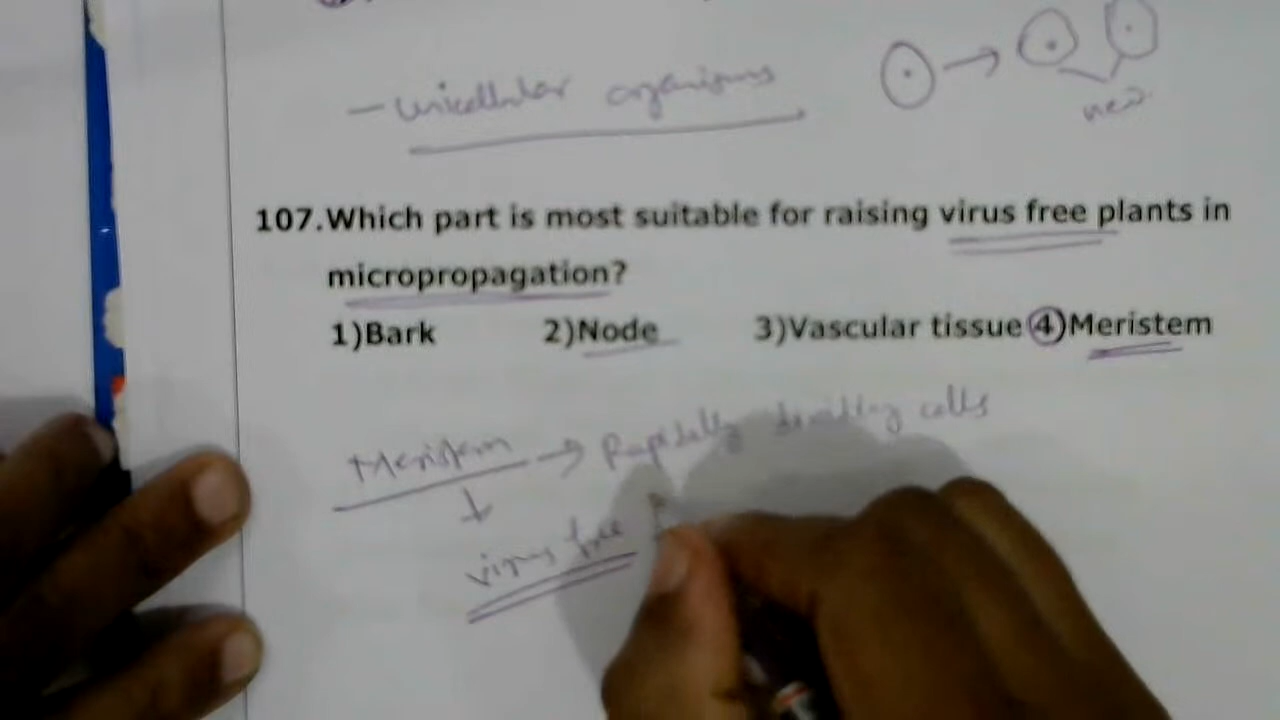 - unicellular organisms
new
107.Which part is most suitable for raising virus free plants in
micropropagation?
1)Bark 2)Node 3)Vascular tissue 4)Meristem
Meristem → Rapidally dividing cells
↓
virus free